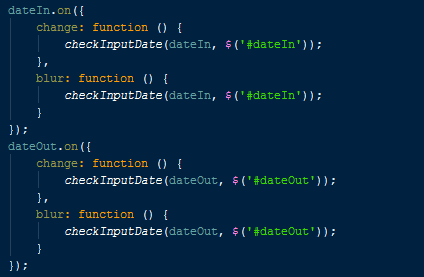 dateIn.on({
    change: function () {
        checkInputDate(dateIn, $('#dateIn'));
    },
    blur: function () {
        checkInputDate(dateIn, $('#dateIn'));
    }
});
dateOut.on({
    change: function () {
        checkInputDate(dateOut, $('#dateOut'));
    },
    blur: function () {
        checkInputDate(dateOut, $('#dateOut'));
    }
});